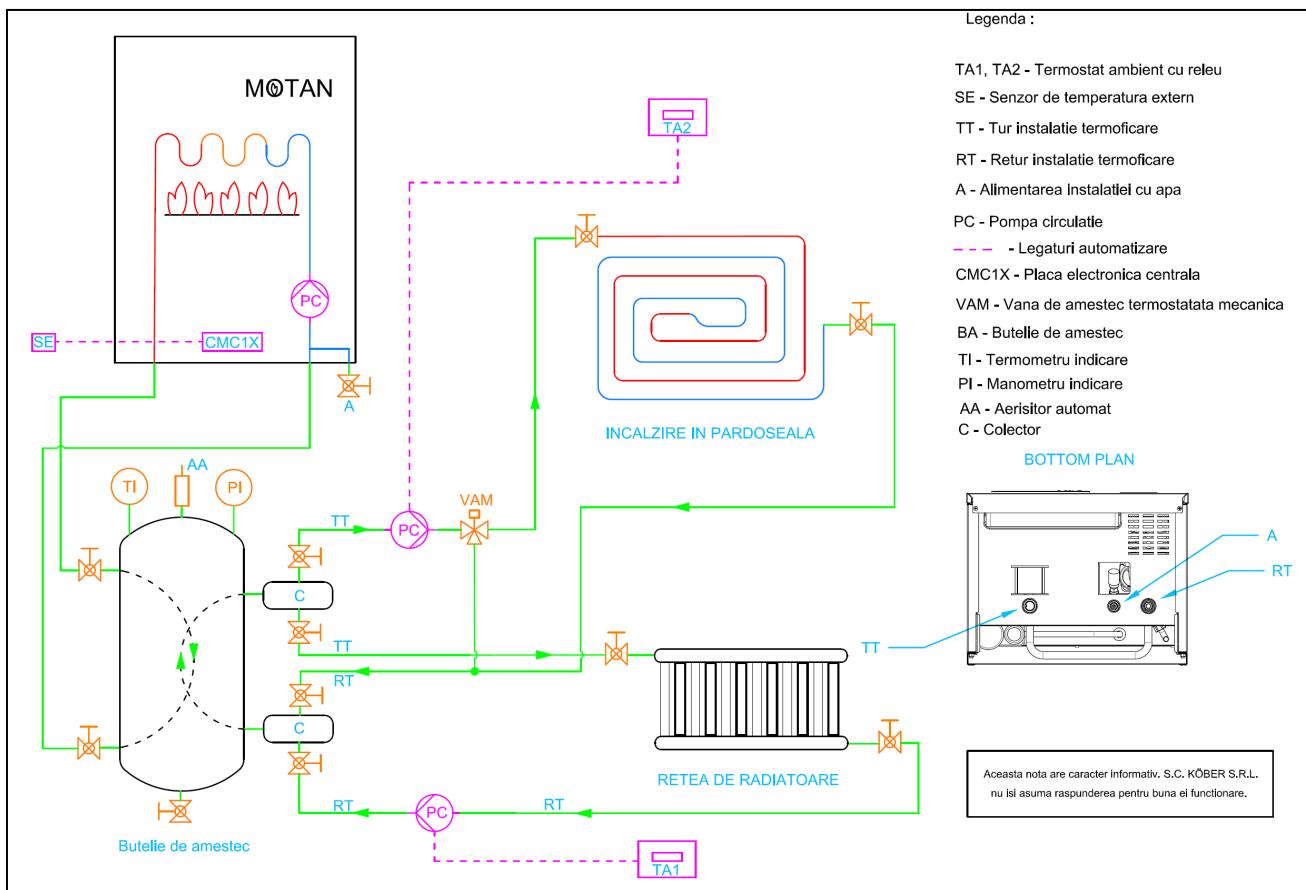 MOTAN
PC
SE
CMC1X
A
TA2
INCALZIRE IN PARDOSEALA
TI
AA
PI
TT
PC
VAM
C
TT
RT
C
RETEA DE RADIATOARE
RT
PC
RT
TA1
Butelie de amestec
Legenda :
TA1, TA2 - Termostat ambient cu releu
SE - Senzor de temperatura extern
TT - Tur instalatie termoficare
RT - Retur instalatie termoficare
A - Alimentarea instalatiei cu apa
PC - Pompa circulatie
- Legaturi automatizare
CMC1X - Placa electronica centrala
VAM - Vana de amestec termostatata mecanica
BA - Butelie de amestec
TI - Termometru indicare
PI - Manometru indicare
AA - Aerisitor automat
C - Colector
BOTTOM PLAN
A
RT
TT
Aceasta nota are caracter informativ. S.C. KÖBER S.R.L.
nu isi asuma raspunderea pentru buna ei functionare.